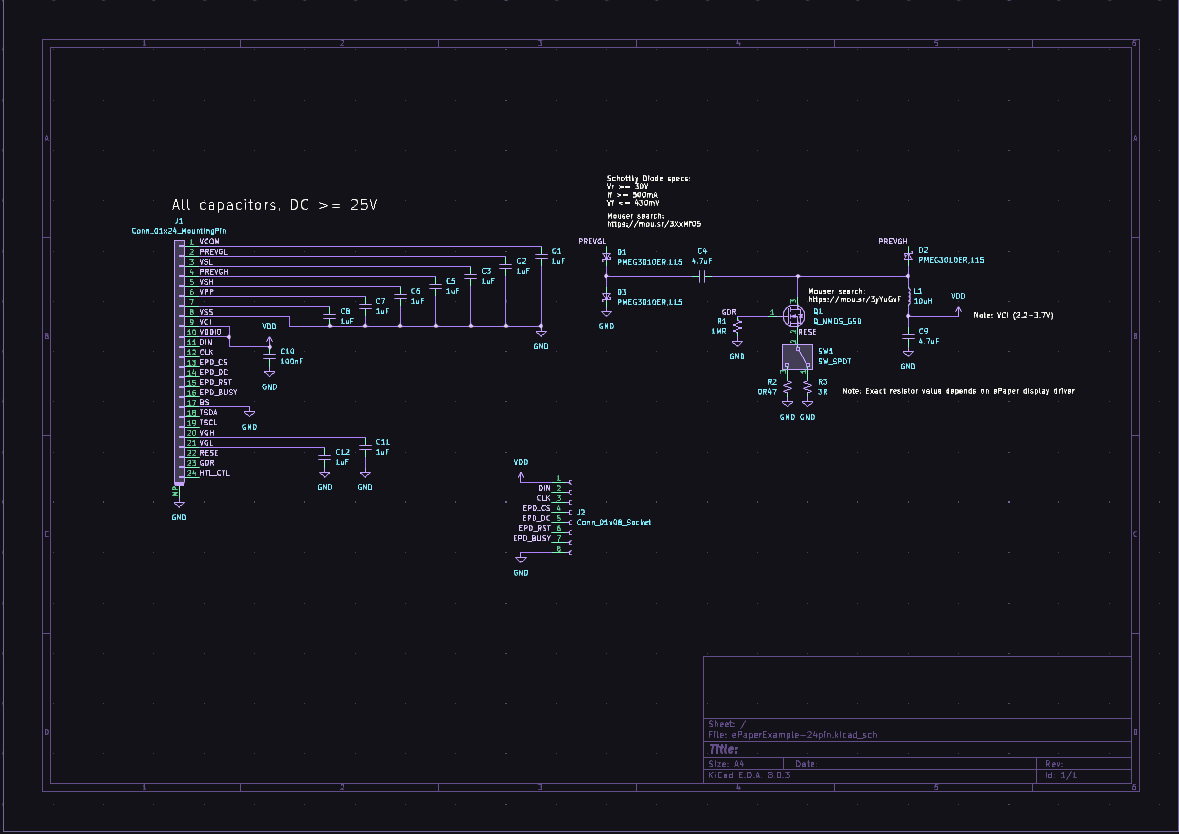 1 2 3 4 5 6
A A
B B
C C
D D
Schottky Diode specs:
Vr >= 30V
If >= 500mA
Vf <= 430mV
Mouser search:
All capacitors, DC >= 25V
J1
Conn_01x24_MountingPin
1 VCOM
2 PREVGL
3 VSL
4 PREVGH
5 VSH
6 VPP
7
8 VSS
9 VCI
10 VDDIO
11 DIN
12 CLK
13 EPD_CS
14 EPD_DC
15 EPD_RST
16 EPD_BUSY
17 BS
18 TSDA
19 TSCL
20 VGH
21 VGL
22 RESE
23 GDR
24 HTL_CTL
MP
GND
C1
1uF
C2
1uF
C3
1uF
C5
1uF
C6
1uF
C7
1uF
C8
1uF
GND
VDD
C10
100nF
GND
GND
C11
1uF
C12
1uF
GND GND
PREVGL
D1
PMEG3010ER,115
D3
PMEG3010ER,115
GND
C4
4.7uF
PREVGH
D2
PMEG3010ER,115
Mouser search:
https://mou.sr/3yYuGvF
L1
10uH
VDD
Note: VCI (2.2-3.7V)
C9
4.7uF
GND
GDR
R1
1MR
GND
1
3
2
Q1
Q_NMOS_GSD
RESE
2
3
1
SW1
SW_SPDT
R2
0R47
R3
3R
GND GND
Note: Exact resistor value depends on ePaper display driver
VDD
1
DIN 2
CLK 3
EPD_CS 4
EPD_DC 5
EPD_RST 6
EPD_BUSY 7
8
J2
Conn_01x08_Socket
GND
Sheet: /
File: ePaperExample-24pin.kicad_sch
Title:
Size: A4 Date: Rev:
KiCad E.D.A. 8.0.3 Id: 1/1
1 2 3 4 5 6